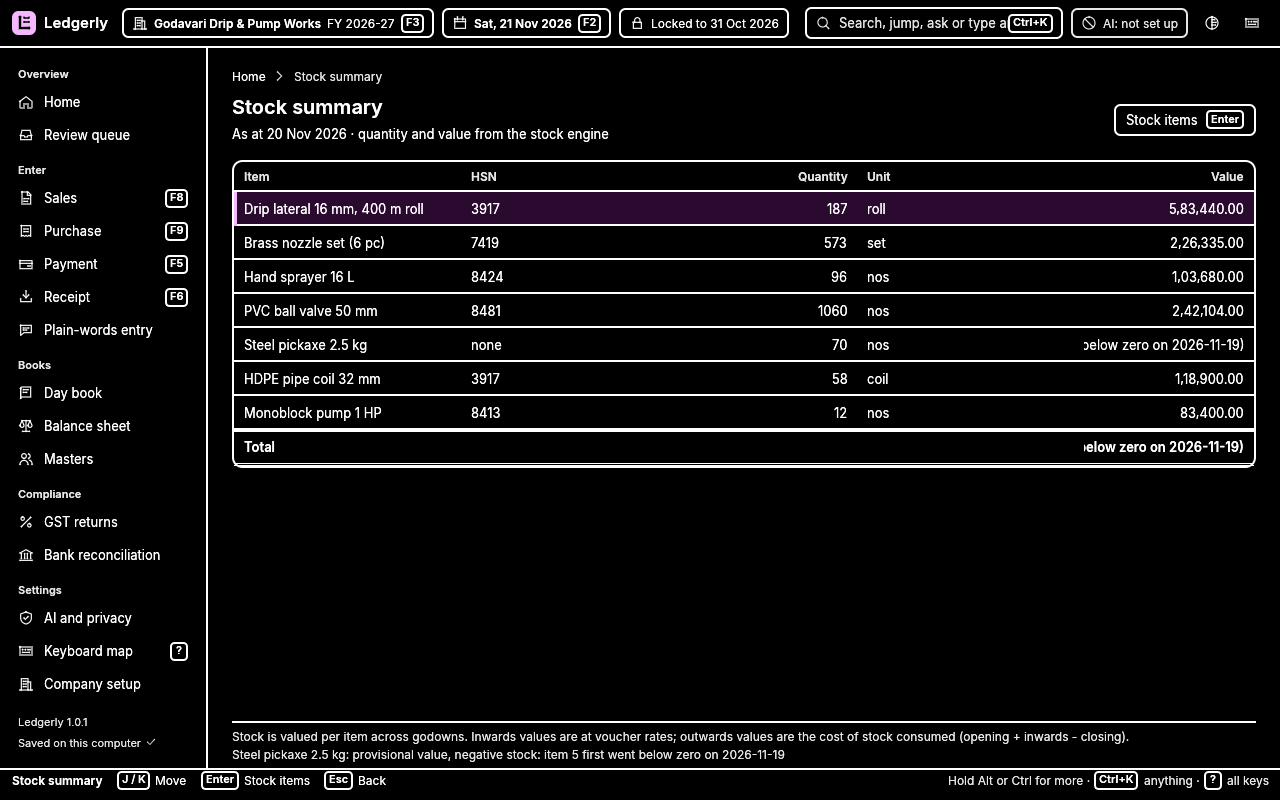 Ledgerly
Godavari Drip & Pump Works FY 2026-27 F3
Sat, 21 Nov 2026 F2
Locked to 31 Oct 2026
Search, jump, ask or type a Ctrl+K
AI: not set up
Overview
Home
Review queue
Enter
Sales F8
Purchase F9
Payment F5
Receipt F6
Plain-words entry
Books
Day book
Balance sheet
Masters
Compliance
GST returns
Bank reconciliation
Settings
AI and privacy
Keyboard map ?
Company setup
Ledgerly 1.0.1
Saved on this computer
Home > Stock summary
Stock summary
As at 20 Nov 2026 · quantity and value from the stock engine
Stock items Enter
Item HSN Quantity Unit Value
Drip lateral 16 mm, 400 m roll 3917 187 roll 5,83,440.00
Brass nozzle set (6 pc) 7419 573 set 2,26,335.00
Hand sprayer 16 L 8424 96 nos 1,03,680.00
PVC ball valve 50 mm 8481 1060 nos 2,42,104.00
Steel pickaxe 2.5 kg none 70 nos below zero on 2026-11-19)
HDPE pipe coil 32 mm 3917 58 coil 1,18,900.00
Monoblock pump 1 HP 8413 12 nos 83,400.00
Total below zero on 2026-11-19)
Stock is valued per item across godowns. Inwards values are at voucher rates; outwards values are the cost of stock consumed (opening + inwards - closing).
Steel pickaxe 2.5 kg: provisional value, negative stock: item 5 first went below zero on 2026-11-19
Stock summary J / K Move Enter Stock items Esc Back
Hold Alt or Ctrl for more · Ctrl+K anything · ? all keys